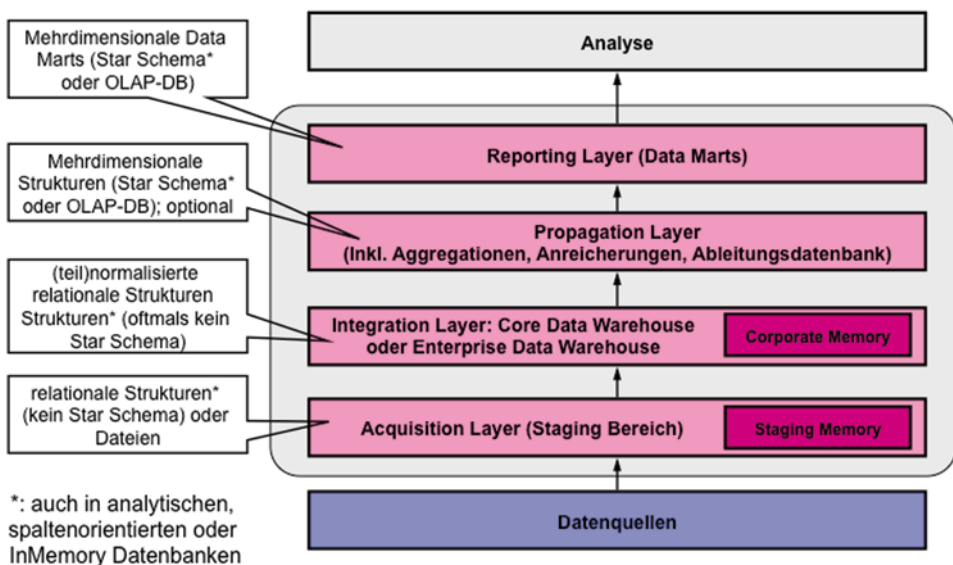 Mehrdimensionale Data
Marts (Star Schema*
oder OLAP-DB)
Mehrdimensionale
Strukturen (Star Schema*
oder OLAP-DB); optional
(teil)normalisierte
relationale Strukturen
Strukturen* (oftmals kein
Star Schema)
relationale Strukturen*
(kein Star Schema) oder
Dateien
*: auch in analytischen,
spaltenorientierten oder
InMemory Datenbanken
Analyse
Reporting Layer (Data Marts)
Propagation Layer
(Inkl. Aggregationen, Anreicherungen, Ableitungsdatenbank)
Integration Layer: Core Data Warehouse
oder Enterprise Data Warehouse
Corporate Memory
Acquisition Layer (Staging Bereich)
Staging Memory
Datenquellen